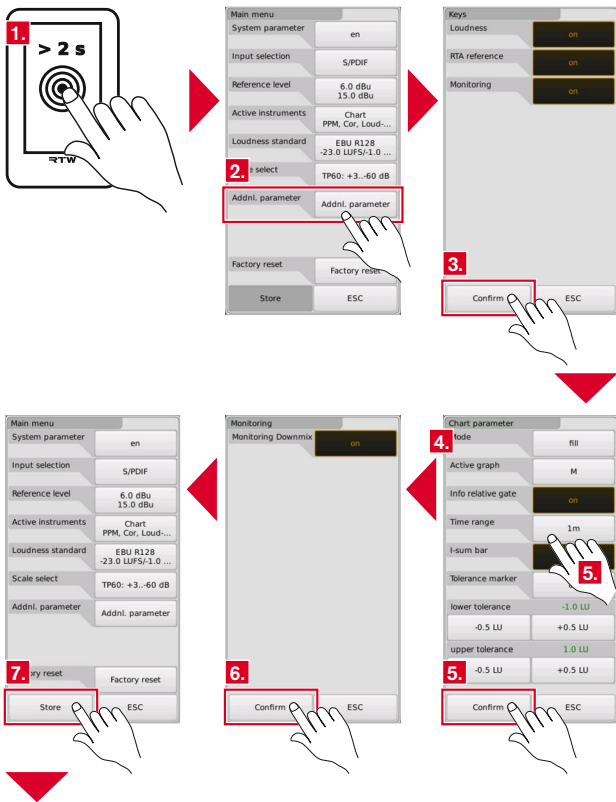 1.
> 2 s
RTW
Main menu
System parameter
en
Input selection
S/PDIF
Reference level
6.0 dBu
15.0 dBu
Active instruments
Chart
PPM, Cor, Loud-...
Loudness standard
EBU R128
-23.0 LUFS/-1.0 ...
2.
select
TP60: +3..-60 dB
Addnl. parameter
Addnl. parameter
Factory reset
Factory reset
Store
ESC
Keys
Loudness
on
RTA reference
on
Monitoring
on
3.
Confirm
ESC
Main menu
System parameter
en
Input selection
S/PDIF
Reference level
6.0 dBu
15.0 dBu
Active instruments
Chart
PPM, Cor, Loud-...
Loudness standard
EBU R128
-23.0 LUFS/-1.0 ...
Scale select
TP60: +3..-60 dB
Addnl. parameter
Addnl. parameter
7.
ory reset
Factory reset
Store
ESC
Monitoring
Monitoring Downmix
on
6.
Confirm
ESC
Chart parameter
4.
ode
fill
Active graph
M
Info relative gate
on
Time range
1m
I-sum bar
5.
Tolerance marker
lower tolerance
-1.0 LU
-0.5 LU
+0.5 LU
upper tolerance
1.0 LU
5.
-0.5 LU
+0.5 LU
Confirm
ESC